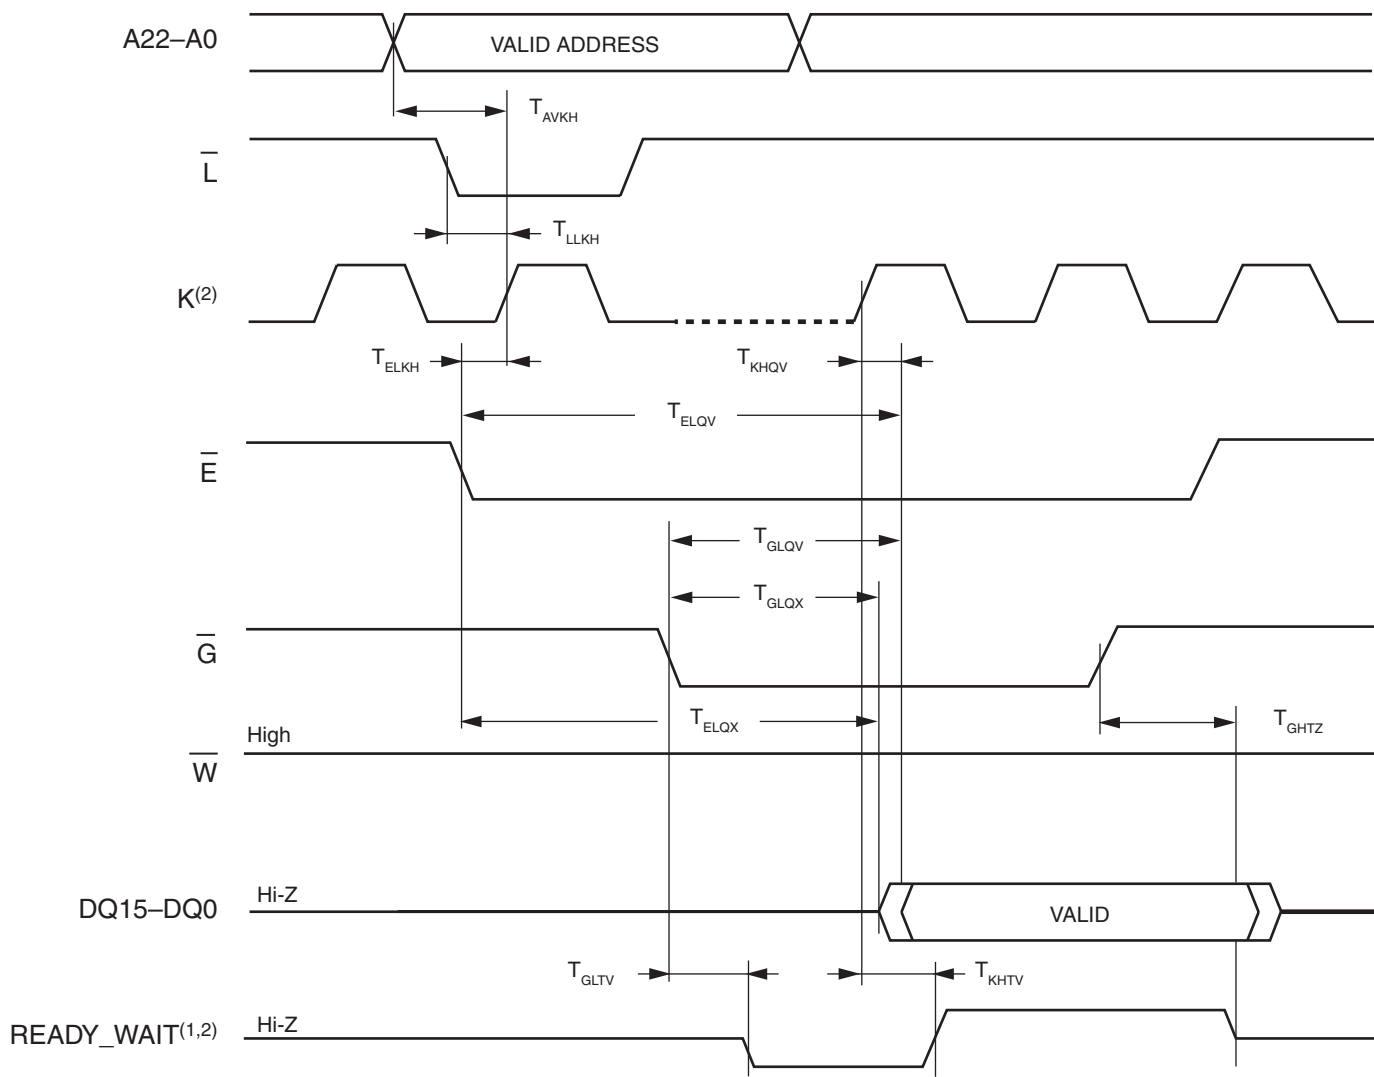 A22–A0
VALID ADDRESS
T_AVKH
L̅
T_LLKH
K(2)
T_ELKH
T_KHQV
T_ELQV
E̅
T_GLQV
T_GLQX
G̅
T_ELQX
T_GHTZ
High
W̅
Hi-Z
DQ15–DQ0
VALID
T_GLTV
T_KHTV
Hi-Z
READY_WAIT(1,2)